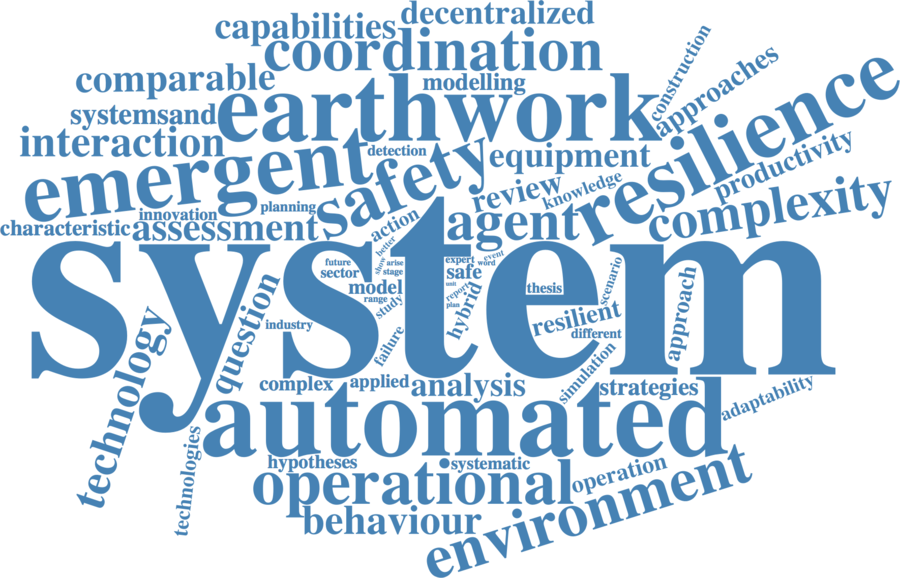 decentralized
capabilities
coordination
construction
comparable
modelling
approaches
earthwork
resilience
systemsand
interaction
detection
equipment
productivity
emergent
safety
review
knowledge
complexity
planning
innovation
characteristic
assessment
action
agent
better
system
future
arise
show
stage
sector
expert
event
word
safe
unit
model
range
study
report
plan
hybrid
thesis
scenario
approach
resilient
different
industry
question
technology
failure
simulation
complex
applied
analysis
strategies
adaptability
automated
technologies
hypotheses
systematic
operation
operational
environment
behaviour